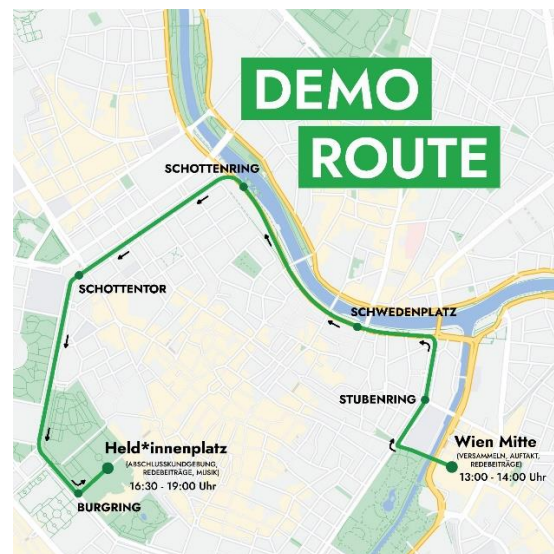 DEMO
ROUTE
SCHOTTENRING
SCHOTTENTOR
SCHWEDENPLATZ
STUBENRING
Wien Mitte
(VERSAMMELN, AUFTAKT,
REDEBEITRÄGE)
13:00 - 14:00 Uhr
Held*innenplatz
(ABSCHLUSSKUNDGEBUNG,
REDEBEITRÄGE, MUSIK)
16:30 - 19:00 Uhr
BURGRING